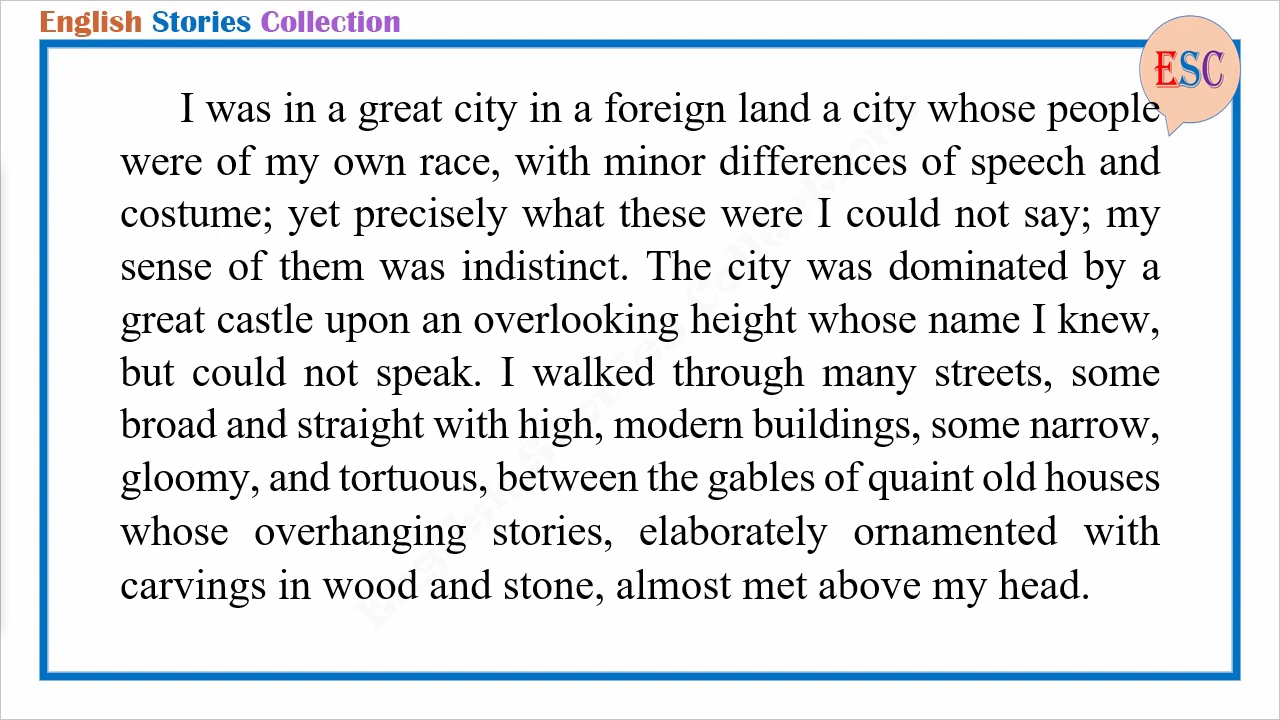 English Stories Collection
ESC
I was in a great city in a foreign land a city whose people
were of my own race, with minor differences of speech and
costume; yet precisely what these were I could not say; my
sense of them was indistinct. The city was dominated by a
great castle upon an overlooking height whose name I knew,
but could not speak. I walked through many streets, some
broad and straight with high, modern buildings, some narrow,
gloomy, and tortuous, between the gables of quaint old houses
whose overhanging stories, elaborately ornamented with
carvings in wood and stone, almost met above my head.